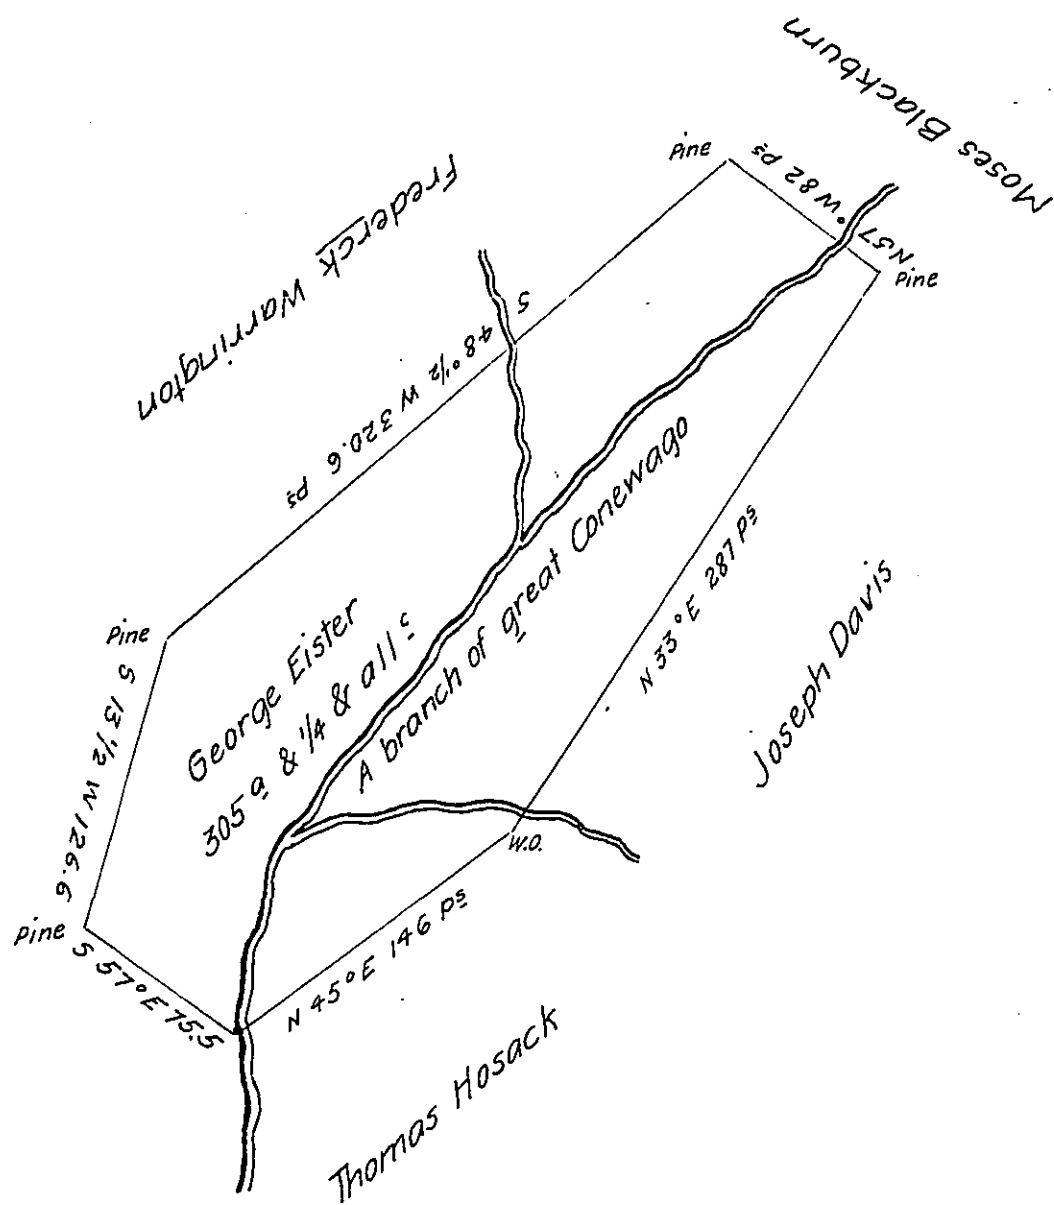 Moses Blackburn
Pine
N 57° W 82 ps
Pine
Frederck Warrington
S 48° 1/2 W 320.6 ps
A branch of great Conewago
N 33° E 287 ps
Joseph Davis
Pine
George Eister
305 a & 1/4 & all s
S 13 1/2 W 126.6
W.O.
Pine
S 57° E 75.5
N 45° E 146 ps
Thomas Hosack